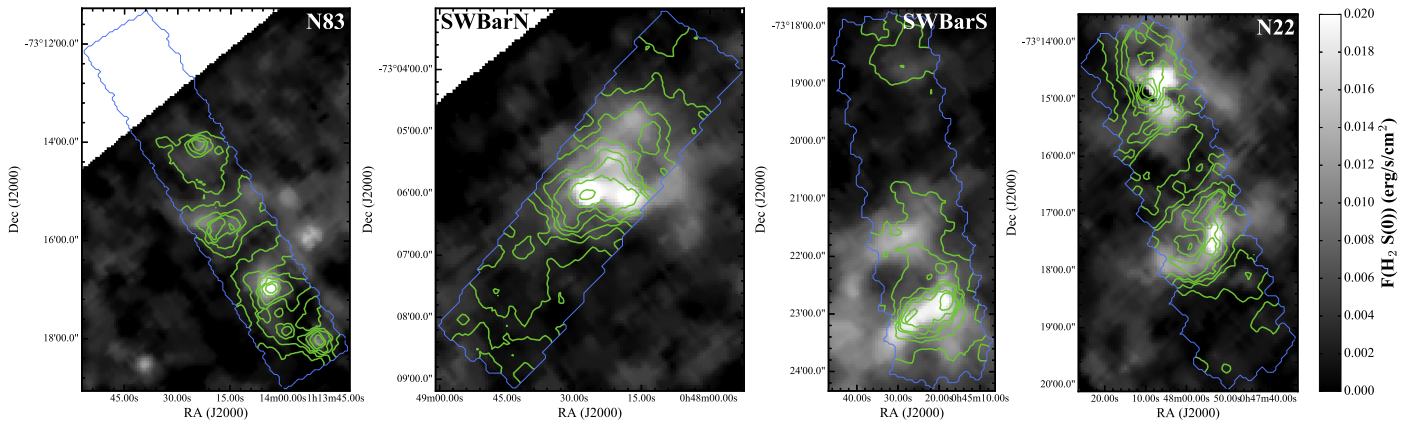 N83
-73°12'00.0"
14'00.0"
16'00.0"
18'00.0"
Dec (J2000)
45.00s 30.00s 15.00s 14m00.00s 1h13m45.00s
RA (J2000)
SWBarN
-73°04'00.0"
05'00.0"
06'00.0"
07'00.0"
08'00.0"
09'00.0"
Dec (J2000)
49m00.00s 45.00s 30.00s 15.00s 0h48m00.00s
RA (J2000)
SWBarS
-73°18'00.0"
19'00.0"
20'00.0"
21'00.0"
22'00.0"
23'00.0"
24'00.0"
Dec (J2000)
40.00s 30.00s 20.00s 0h45m10.00s
RA (J2000)
N22
-73°14'00.0"
15'00.0"
16'00.0"
17'00.0"
18'00.0"
19'00.0"
20'00.0"
Dec (J2000)
20.00s 10.00s 48m00.00s 50.00s 0h47m40.00s
RA (J2000)
0.020
0.018
0.016
0.014
0.012
0.010
0.008
0.006
0.004
0.002
0.000
F(H₂ S(0)) (erg/s/cm²)